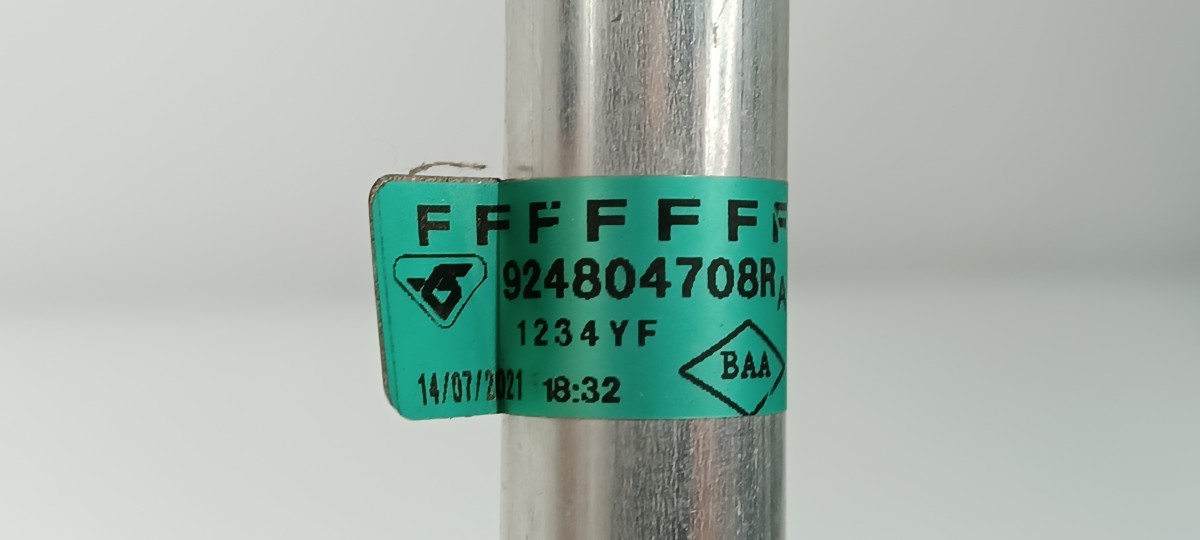 F F F F F F F
924804708R A
1234YF
BAA
14/07/2021 18:32